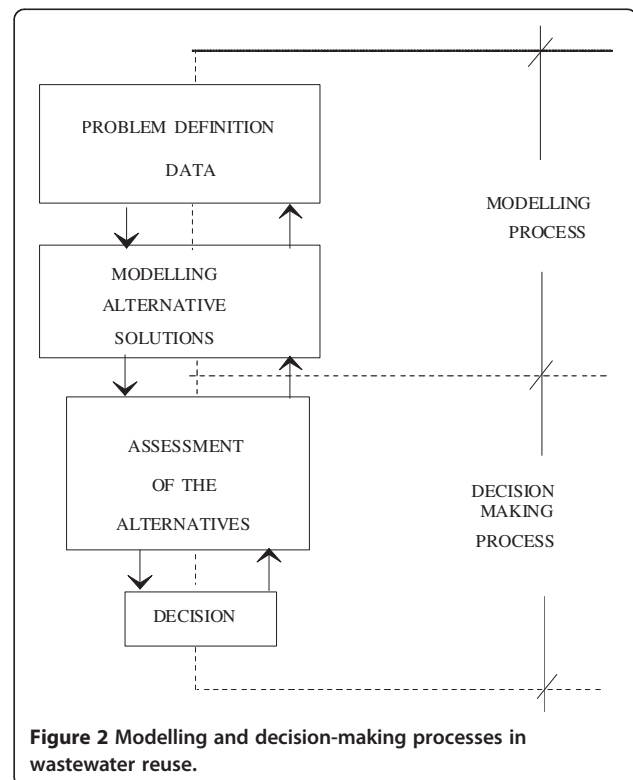 PROBLEM DEFINITION
DATA
MODELLING
PROCESS
MODELLING
ALTERNATIVE
SOLUTIONS
ASSESSMENT
OF THE
ALTERNATIVES
DECISION
MAKING
PROCESS
DECISION
Figure 2 Modelling and decision-making processes in
wastewater reuse.